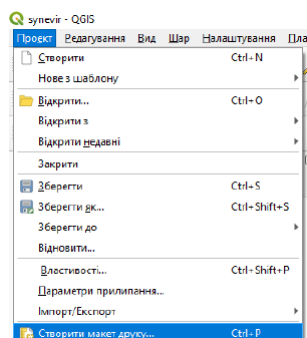 synevir - QGIS
Проект Редагування Вид Шар Налаштування Пла
Створити Ctrl+N
Нове з шаблону
Відкрити... Ctrl+O
Відкрити з
Відкрити недавні
Закрити
Зберегти Ctrl+S
Зберегти як... Ctrl+Shift+S
Зберегти до
Відновити...
Властивості... Ctrl+Shift+P
Параметри прилипання...
Імпорт/Експорт
Створити макет друку... Ctrl+P